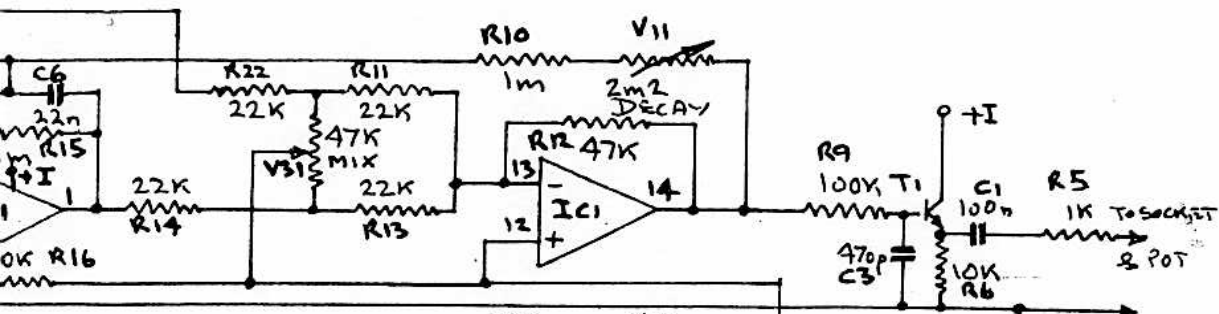 R10
1m
V11
2m2
DECAY
C6
22n
R15
m
+I
1
R22
22K
R11
22K
47K
MIX
V31
R12
47K
22K
R14
22K
R13
13
-
12
+
IC1
14
R9
100K
T1
+I
C1
100n
R5
1K
TO SOCKET
& POT
470p
C3
10K
R6
0K R16